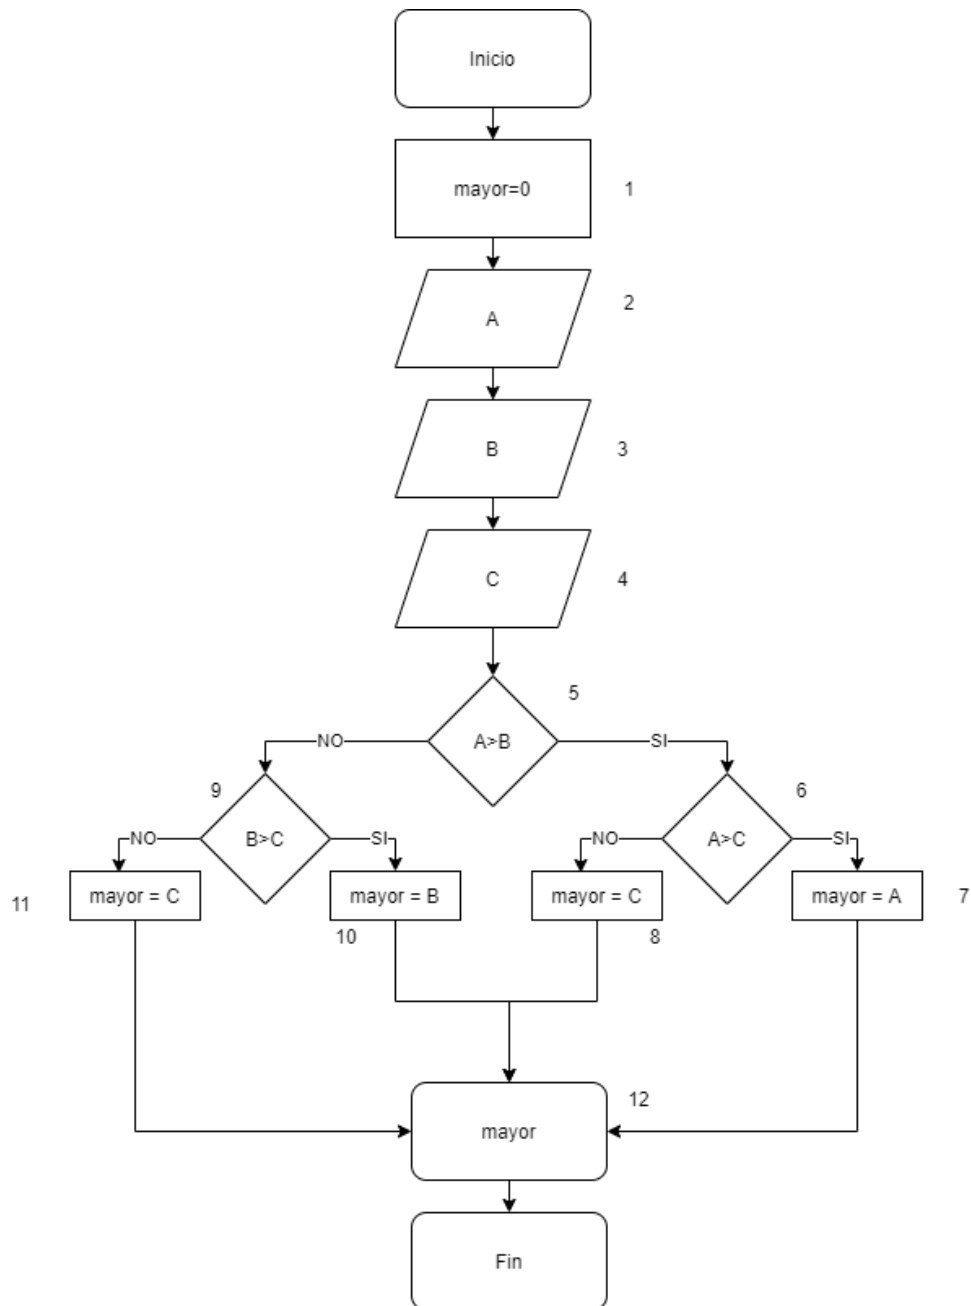 Inicio
mayor=0
1
A
2
B
3
C
4
5
A>B
NO
SI
9
6
B>C
NO
SI
A>C
NO
SI
11
mayor = C
mayor = B
10
mayor = C
8
mayor = A
7
12
mayor
Fin